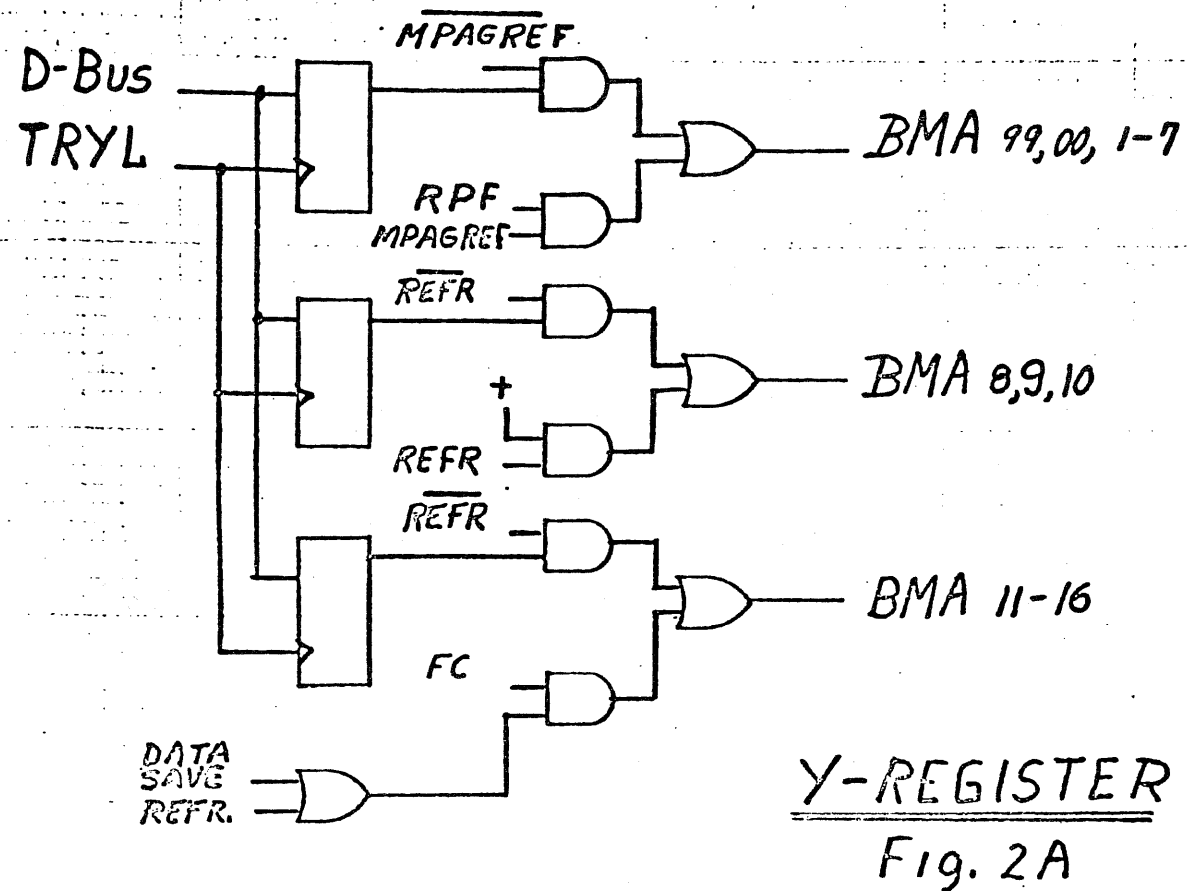 MPAGREF
D-Bus
TRYL
BMA 99,00, 1-7
RPF
MPAGREF
REFR
BMA 8,9,10
+
REFR
REFR
BMA 11-16
FC
DATA
SAVE
REFR.
Y-REGISTER
Fig. 2A